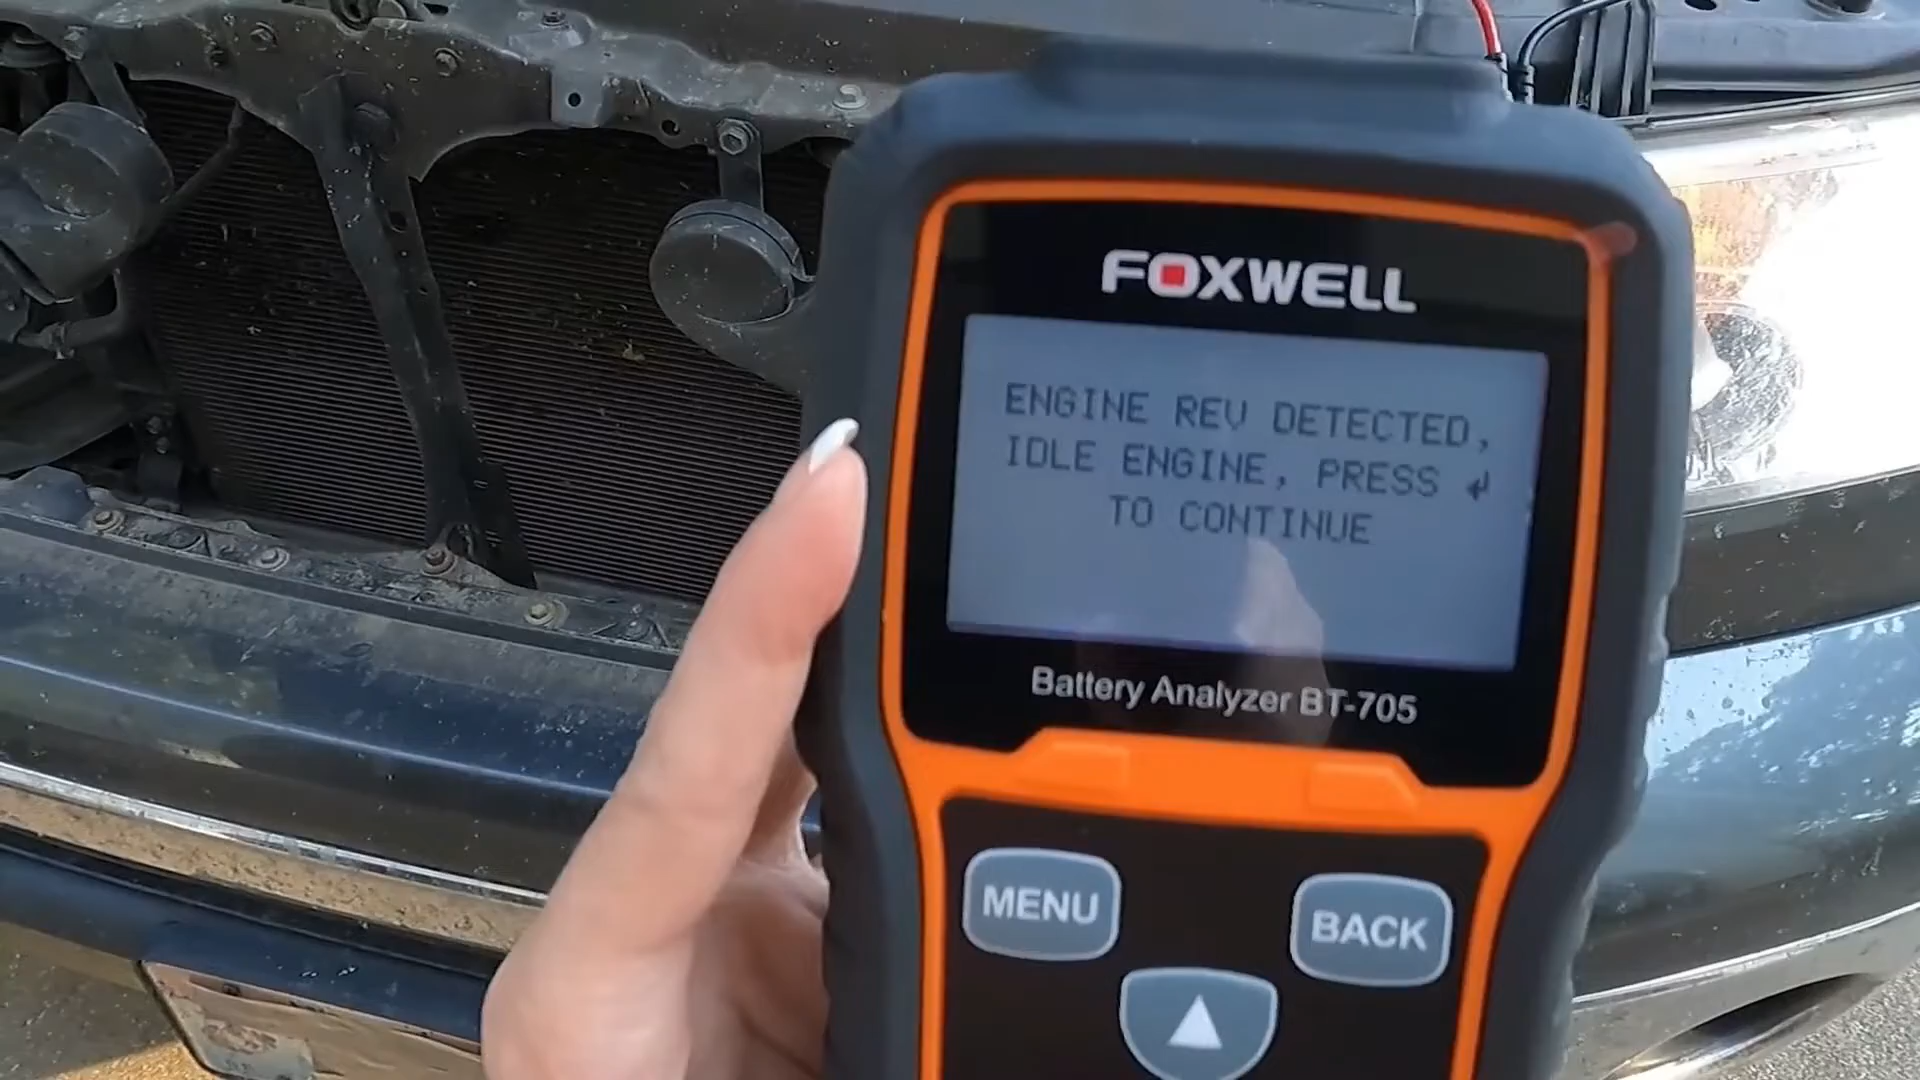 FOXWELL
ENGINE REV DETECTED,
IDLE ENGINE, PRESS ↲
TO CONTINUE
Battery Analyzer BT-705
MENU
BACK